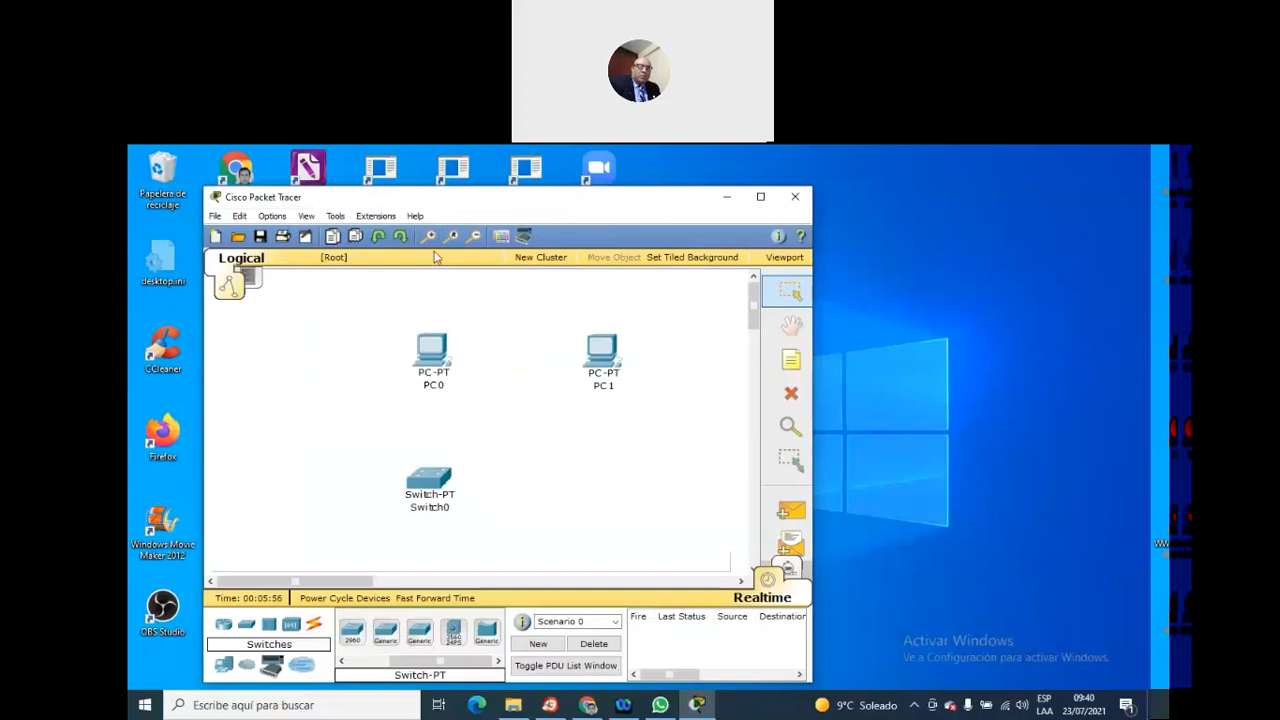 Papelera de
reciclaje
desktop.ini
CCleaner
Firefox
Windows Movie
Maker 2012
OBS Studio
Cisco Packet Tracer
File Edit Options View Tools Extensions Help
Logical [Root] New Cluster Move Object Set Tiled Background Viewport
PC-PT
PC0
PC-PT
PC1
Switch-PT
Switch0
Time: 00:05:56 Power Cycle Devices Fast Forward Time
Realtime
Switches
2960 Generic Generic Generic
Switch-PT
Scenario 0
New Delete
Toggle PDU List Window
Fire Last Status Source Destination
Activar Windows
Ve a Configuración para activar Windows.
Escribe aquí para buscar
9°C Soleado
ESP
LAA
09:40
23/07/2021